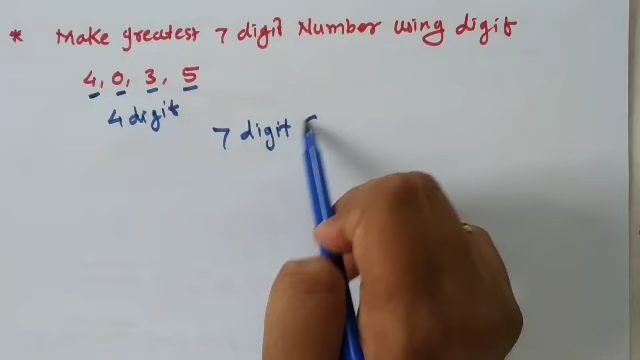 * Make greatest 7 digit Number using digit
4, 0, 3, 5
4 digit
7 digit